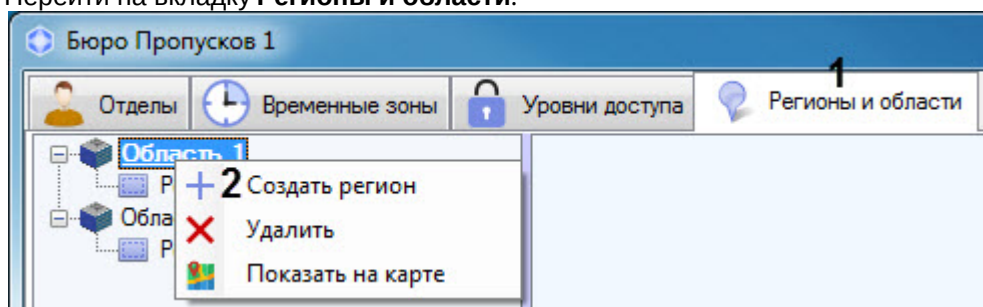 Перейти на вкладку Регионы и области.
Бюро Пропусков 1
1
Отделы Временные зоны Уровни доступа Регионы и области
Область 1
2 Создать регион
Удалить
Показать на карте